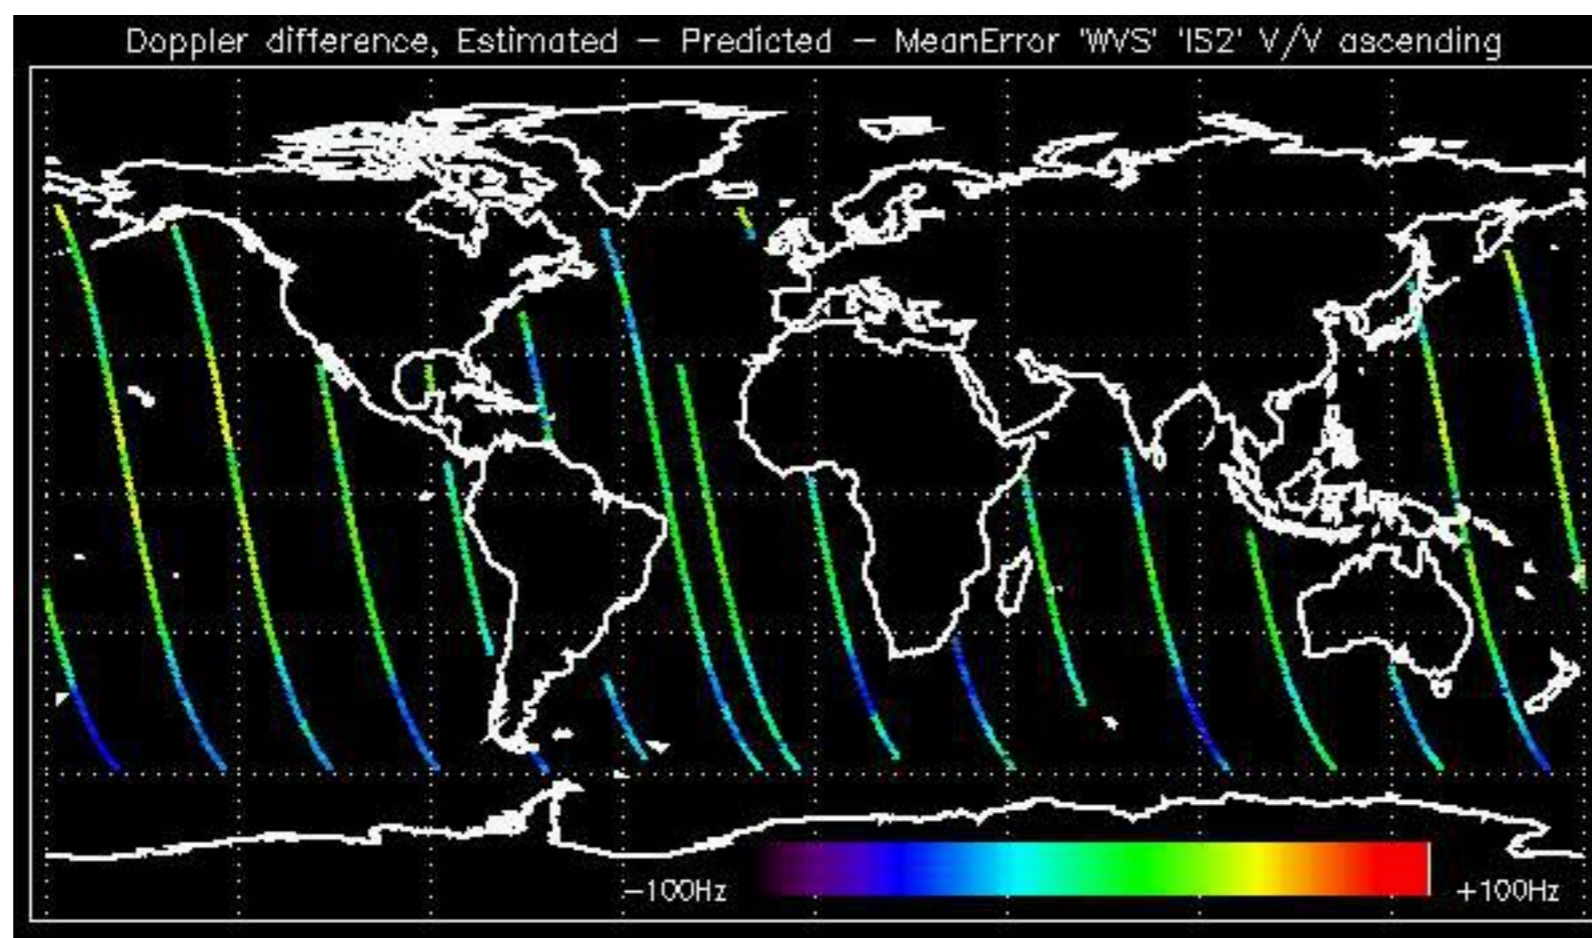 Doppler difference, Estimated − Predicted − MeanError 'WVS' 'IS2' V/V ascending
−100Hz
+100Hz